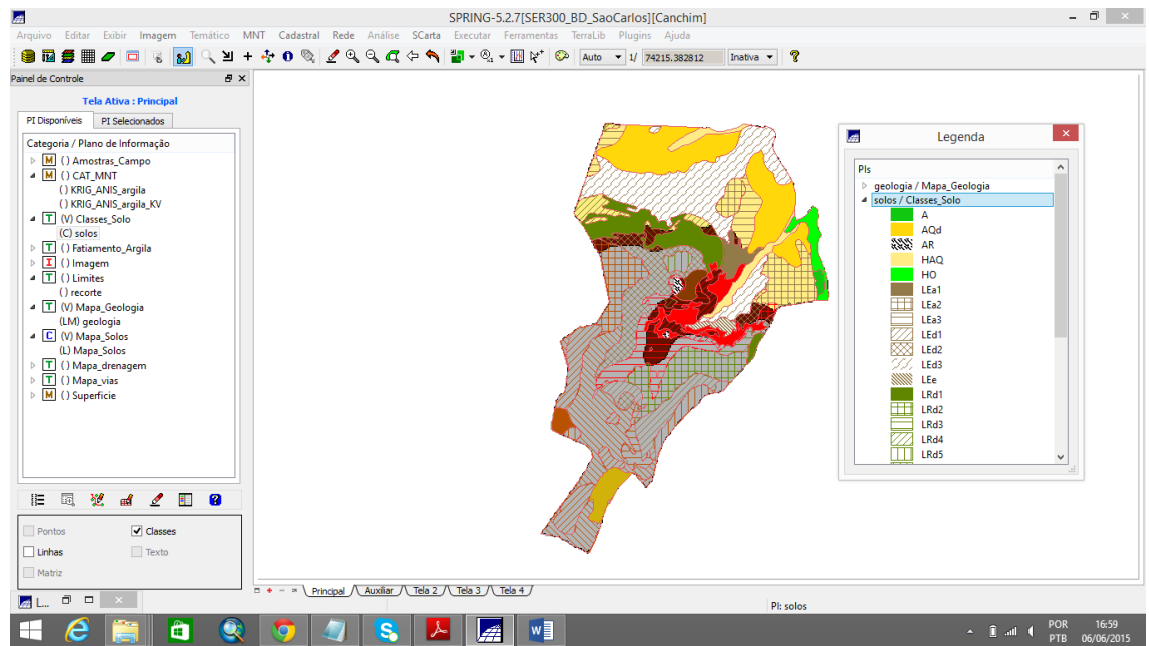 SPRING-5.2.7[SER300_BD_SaoCarlos][Canchim]
Arquivo Editar Exibir Imagem Temático MNT Cadastral Rede Análise SCarta Executar Ferramentas TerraLib Plugins Ajuda
Auto 1/ 74215.382812 Inativa
Painel de Controle
Tela Ativa : Principal
PI Disponíveis PI Selecionados
Categoria / Plano de Informação
M () Amostras_Campo
M () CAT_MNT
() KRIG_ANIS_argila
() KRIG_ANIS_argila_KV
T (V) Classes_Solo
(C) solos
T () Fatiamento_Argila
I () Imagem
T () Limites
() recorte
T (V) Mapa_Geologia
(LM) geologia
C (V) Mapa_Solos
(L) Mapa_Solos
T () Mapa_drenagem
T () Mapa_vias
M () Superficie
Pontos Classes
Linhas Texto
Matriz
L...
Legenda
PIs
geologia / Mapa_Geologia
solos / Classes_Solo
A
AQd
AR
HAQ
HO
LEa1
LEa2
LEa3
LEd1
LEd2
LEd3
LEe
LRd1
LRd2
LRd3
LRd4
LRd5
Principal Auxiliar Tela 2 Tela 3 Tela 4
PI: solos
POR 16:59
PTB 06/06/2015